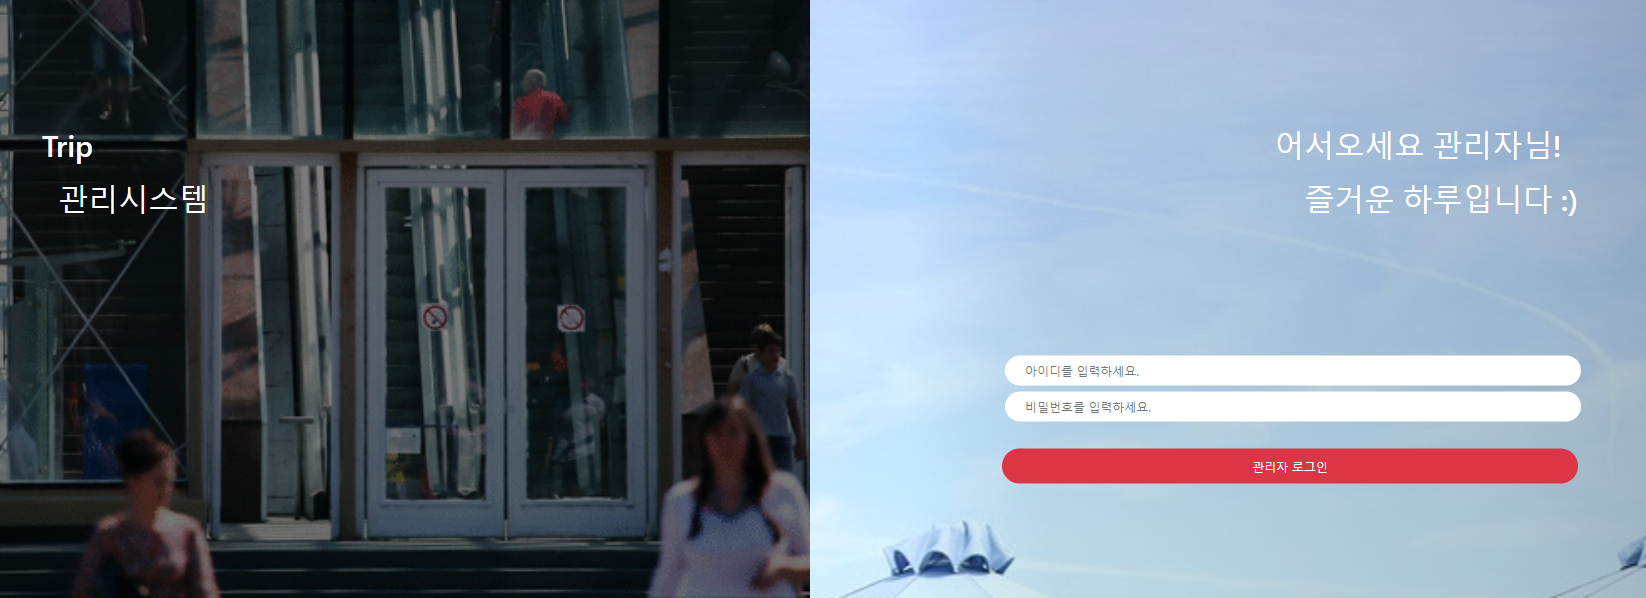 Trip
관리시스템
어서오세요 관리자님!
즐거운 하루입니다 :)
아이디를 입력하세요.
비밀번호를 입력하세요.
관리자 로그인